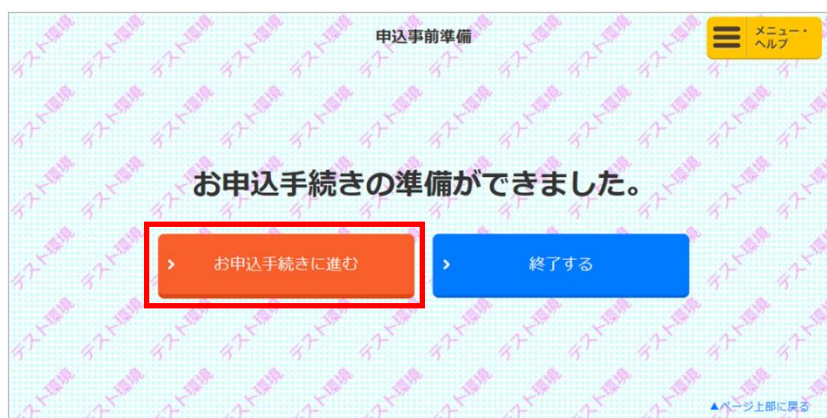 申込事前準備
メニュー・
ヘルプ
お申込手続きの準備ができました。
お申込手続きに進む
終了する
▲ページ上部に戻る
テスト環境